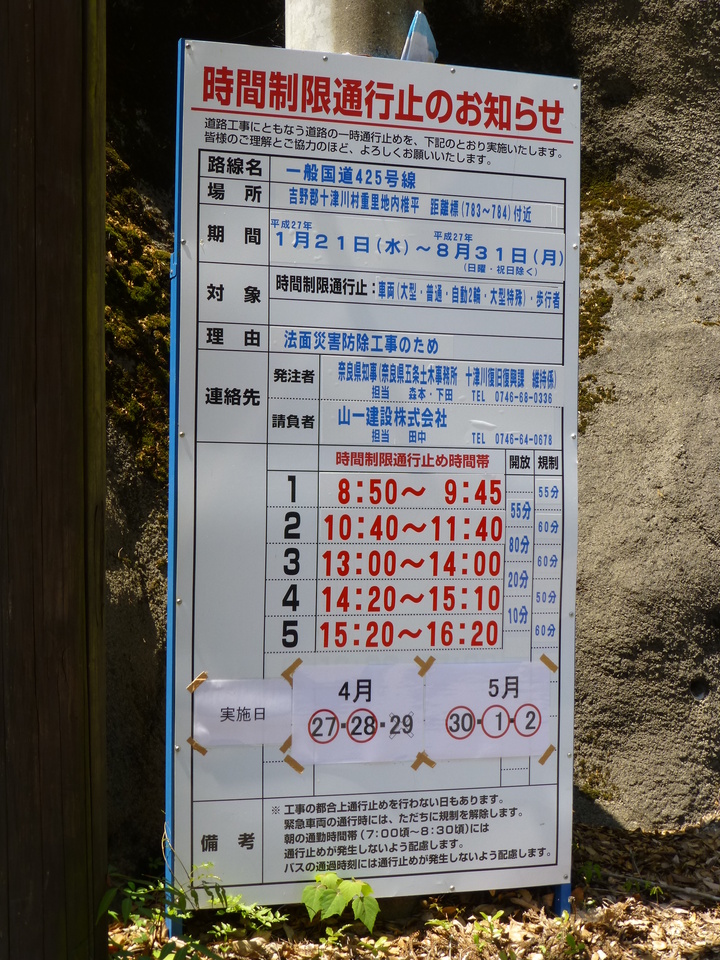 時間制限通行止のお知らせ
道路工事にともなう道路の一時通行止めを、下記のとおり実施いたします。
皆様のご理解とご協力のほど、よろしくお願いいたします。
路線名 一般国道425号線
場所 吉野郡十津川村重里地内椎平 距離標(783～784)付近
平成27年 平成27年
期間 1月21日(水)～8月31日(月)
(日曜・祝日除く)
対象 時間制限通行止：車両(大型・普通・自動2輪・大型特殊)・歩行者
理由 法面災害防除工事のため
連絡先 発注者 奈良県知事(奈良県五条土木事務所 十津川復旧復興課 維持係)
担当 森本・下田 TEL 0746-68-0336
請負者 山一建設株式会社
担当 田中 TEL 0746-64-0678
時間制限通行止め時間帯 開放 規制
1 8:50～ 9:45 55分
55分
2 10:40～11:40 60分
80分
3 13:00～14:00 60分
20分
4 14:20～15:10 50分
10分
5 15:20～16:20 60分
実施日 4月 5月
27・28・29 30・1・2
備考 ※ 工事の都合上通行止めを行わない日もあります。
緊急車両の通行時には、ただちに規制を解除します。
朝の通勤時間帯(7:00頃～8:30頃)には
通行止めが発生しないよう配慮します。
バスの通過時刻には通行止めが発生しないよう配慮します。